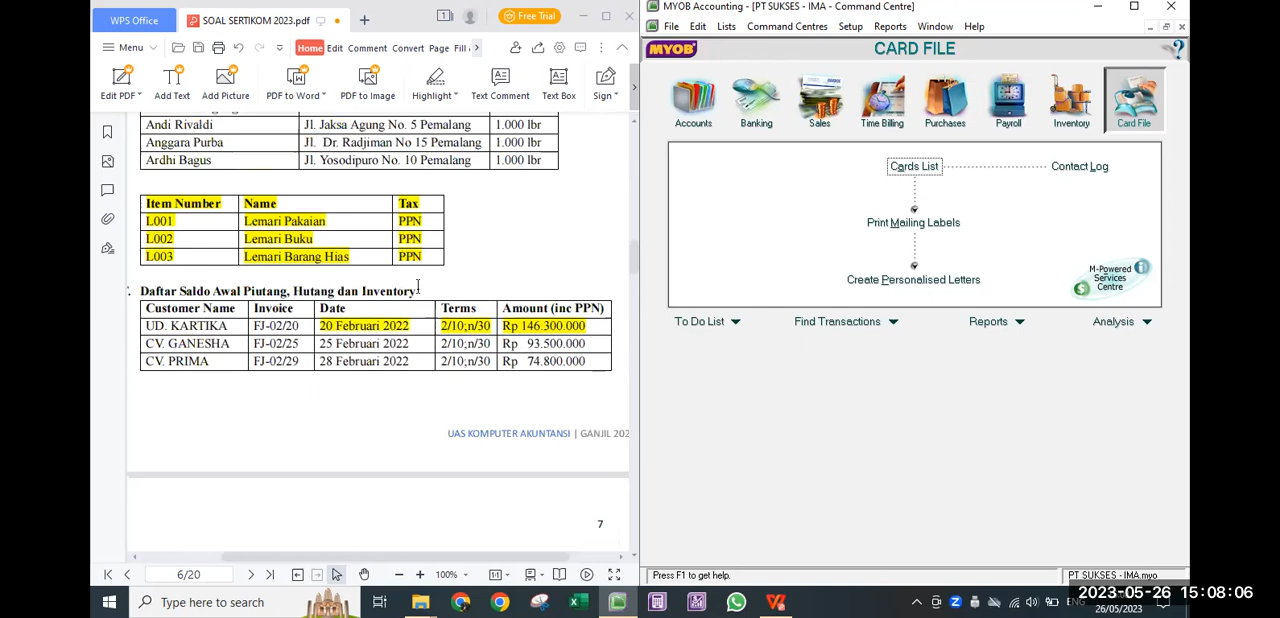 WPS Office
SOAL SERTIKOM 2023.pdf
1
Free Trial
Menu
Home Edit Comment Convert Page Fill
Edit PDF
Add Text
Add Picture
PDF to Word
PDF to Image
Highlight
Text Comment
Text Box
Sign
Andi Rivaldi Jl. Jaksa Agung No. 5 Pemalang 1.000 lbr
Anggara Purba Jl. Dr. Radjiman No 15 Pemalang 1.000 lbr
Ardhi Bagus Jl. Yosodipuro No. 10 Pemalang 1.000 lbr
Item Number Name Tax
L001 Lemari Pakaian PPN
L002 Lemari Buku PPN
L003 Lemari Barang Hias PPN
Daftar Saldo Awal Piutang, Hutang dan Inventory
Customer Name Invoice Date Terms Amount (inc PPN)
UD. KARTIKA FJ-02/20 20 Februari 2022 2/10;n/30 Rp 146.300.000
CV. GANESHA FJ-02/25 25 Februari 2022 2/10;n/30 Rp 93.500.000
CV. PRIMA FJ-02/29 28 Februari 2022 2/10;n/30 Rp 74.800.000
UAS KOMPUTER AKUNTANSI | GANJIL 202
7
6/20
100%
MYOB Accounting - [PT SUKSES - IMA - Command Centre]
File Edit Lists Command Centres Setup Reports Window Help
MYOB
CARD FILE
Accounts
Banking
Sales
Time Billing
Purchases
Payroll
Inventory
Card File
Cards List
Contact Log
Print Mailing Labels
Create Personalised Letters
M-Powered
Services
Centre
To Do List
Find Transactions
Reports
Analysis
Press F1 to get help.
PT SUKSES - IMA.myo
Type here to search
ENG
2023-05-26 15:08:06
26/05/2023